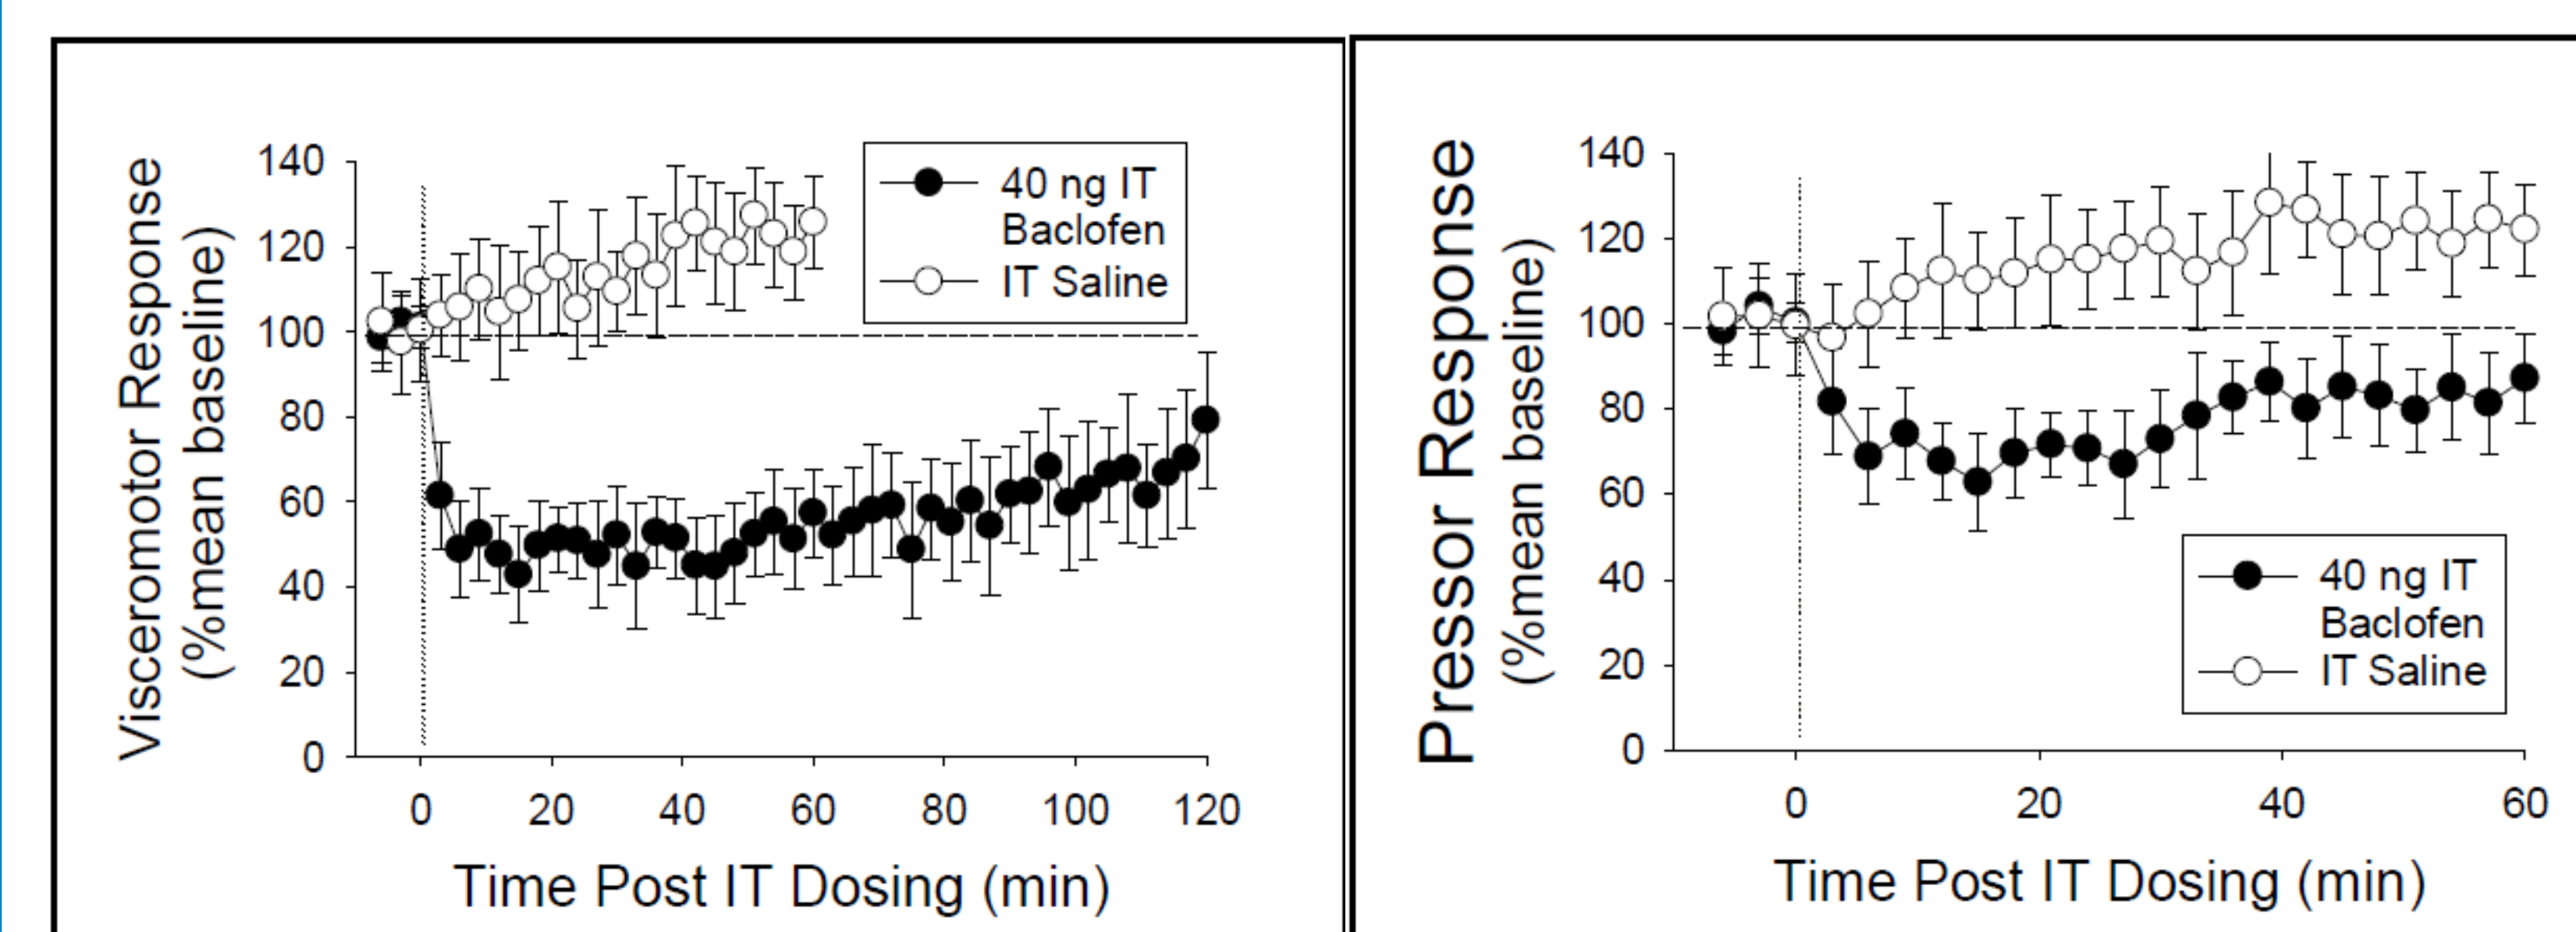 Visceromotor Response
(%mean baseline)
140
120
100
80
60
40
20
0
0 20 40 60 80 100 120
Time Post IT Dosing (min)
40 ng IT
Baclofen
IT Saline
Pressor Response
(%mean baseline)
140
120
100
80
60
40
20
0
0 20 40 60
Time Post IT Dosing (min)
40 ng IT
Baclofen
IT Saline